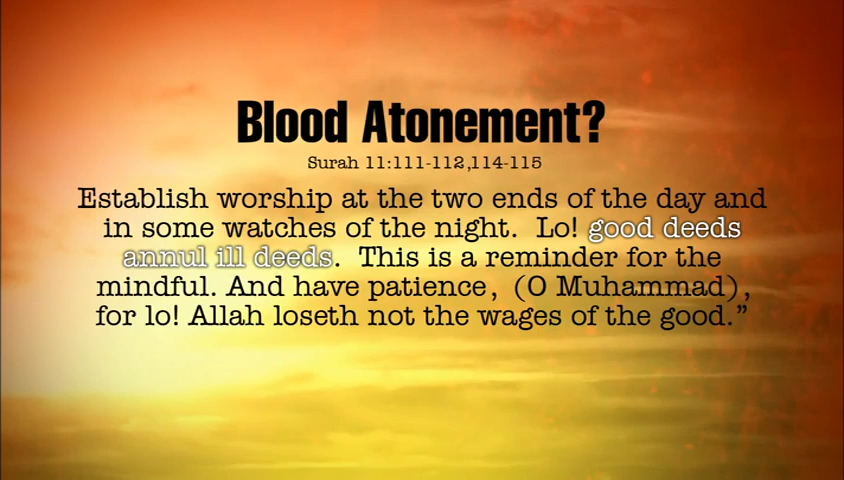 Blood Atonement?
Surah 11:111-112,114-115
Establish worship at the two ends of the day and
in some watches of the night. Lo! good deeds
annul ill deeds. This is a reminder for the
mindful. And have patience, (O Muhammad),
for lo! Allah loseth not the wages of the good.”